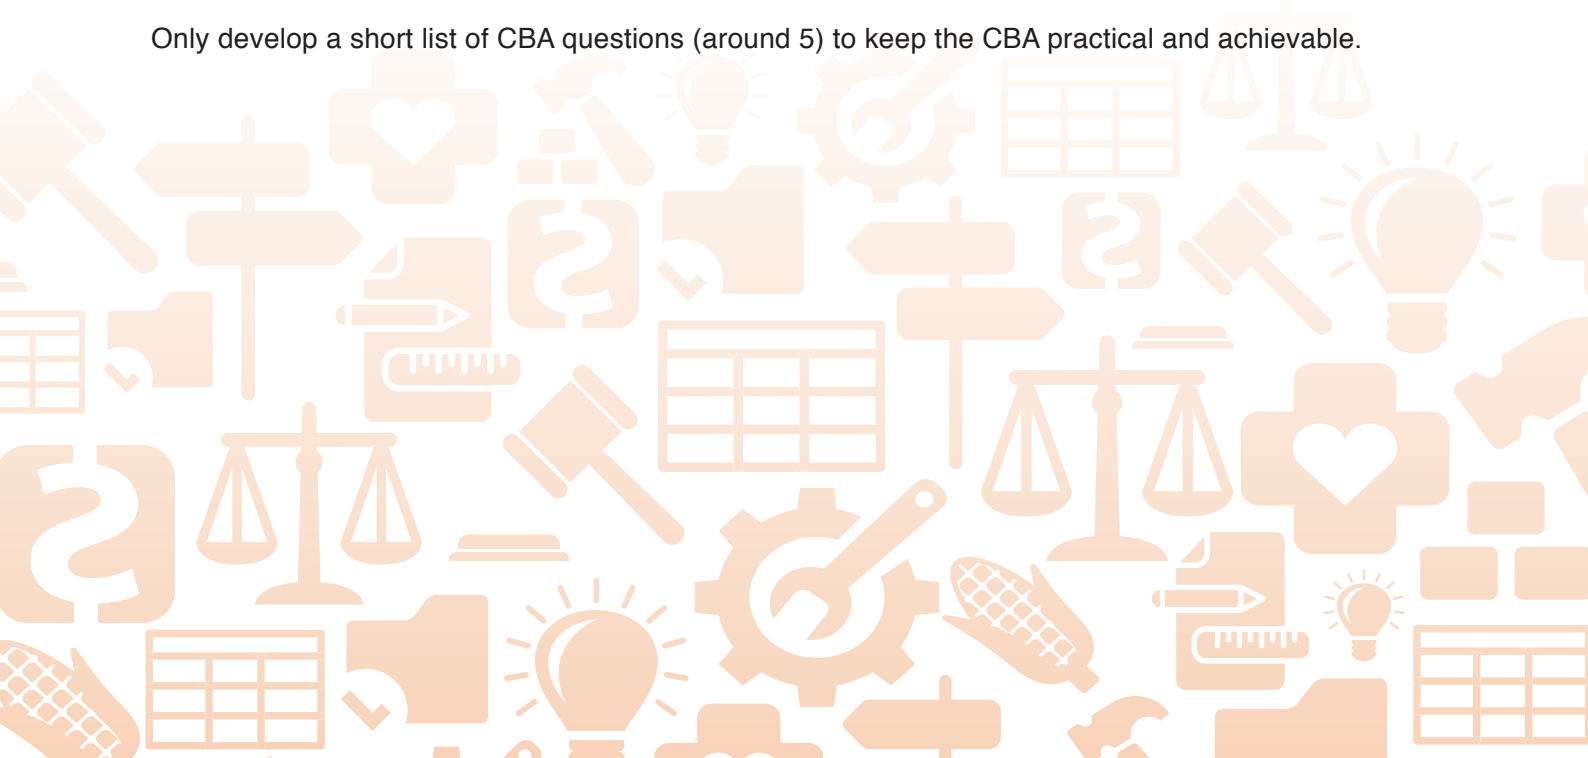 Only develop a short list of CBA questions (around 5) to keep the CBA practical and achievable.